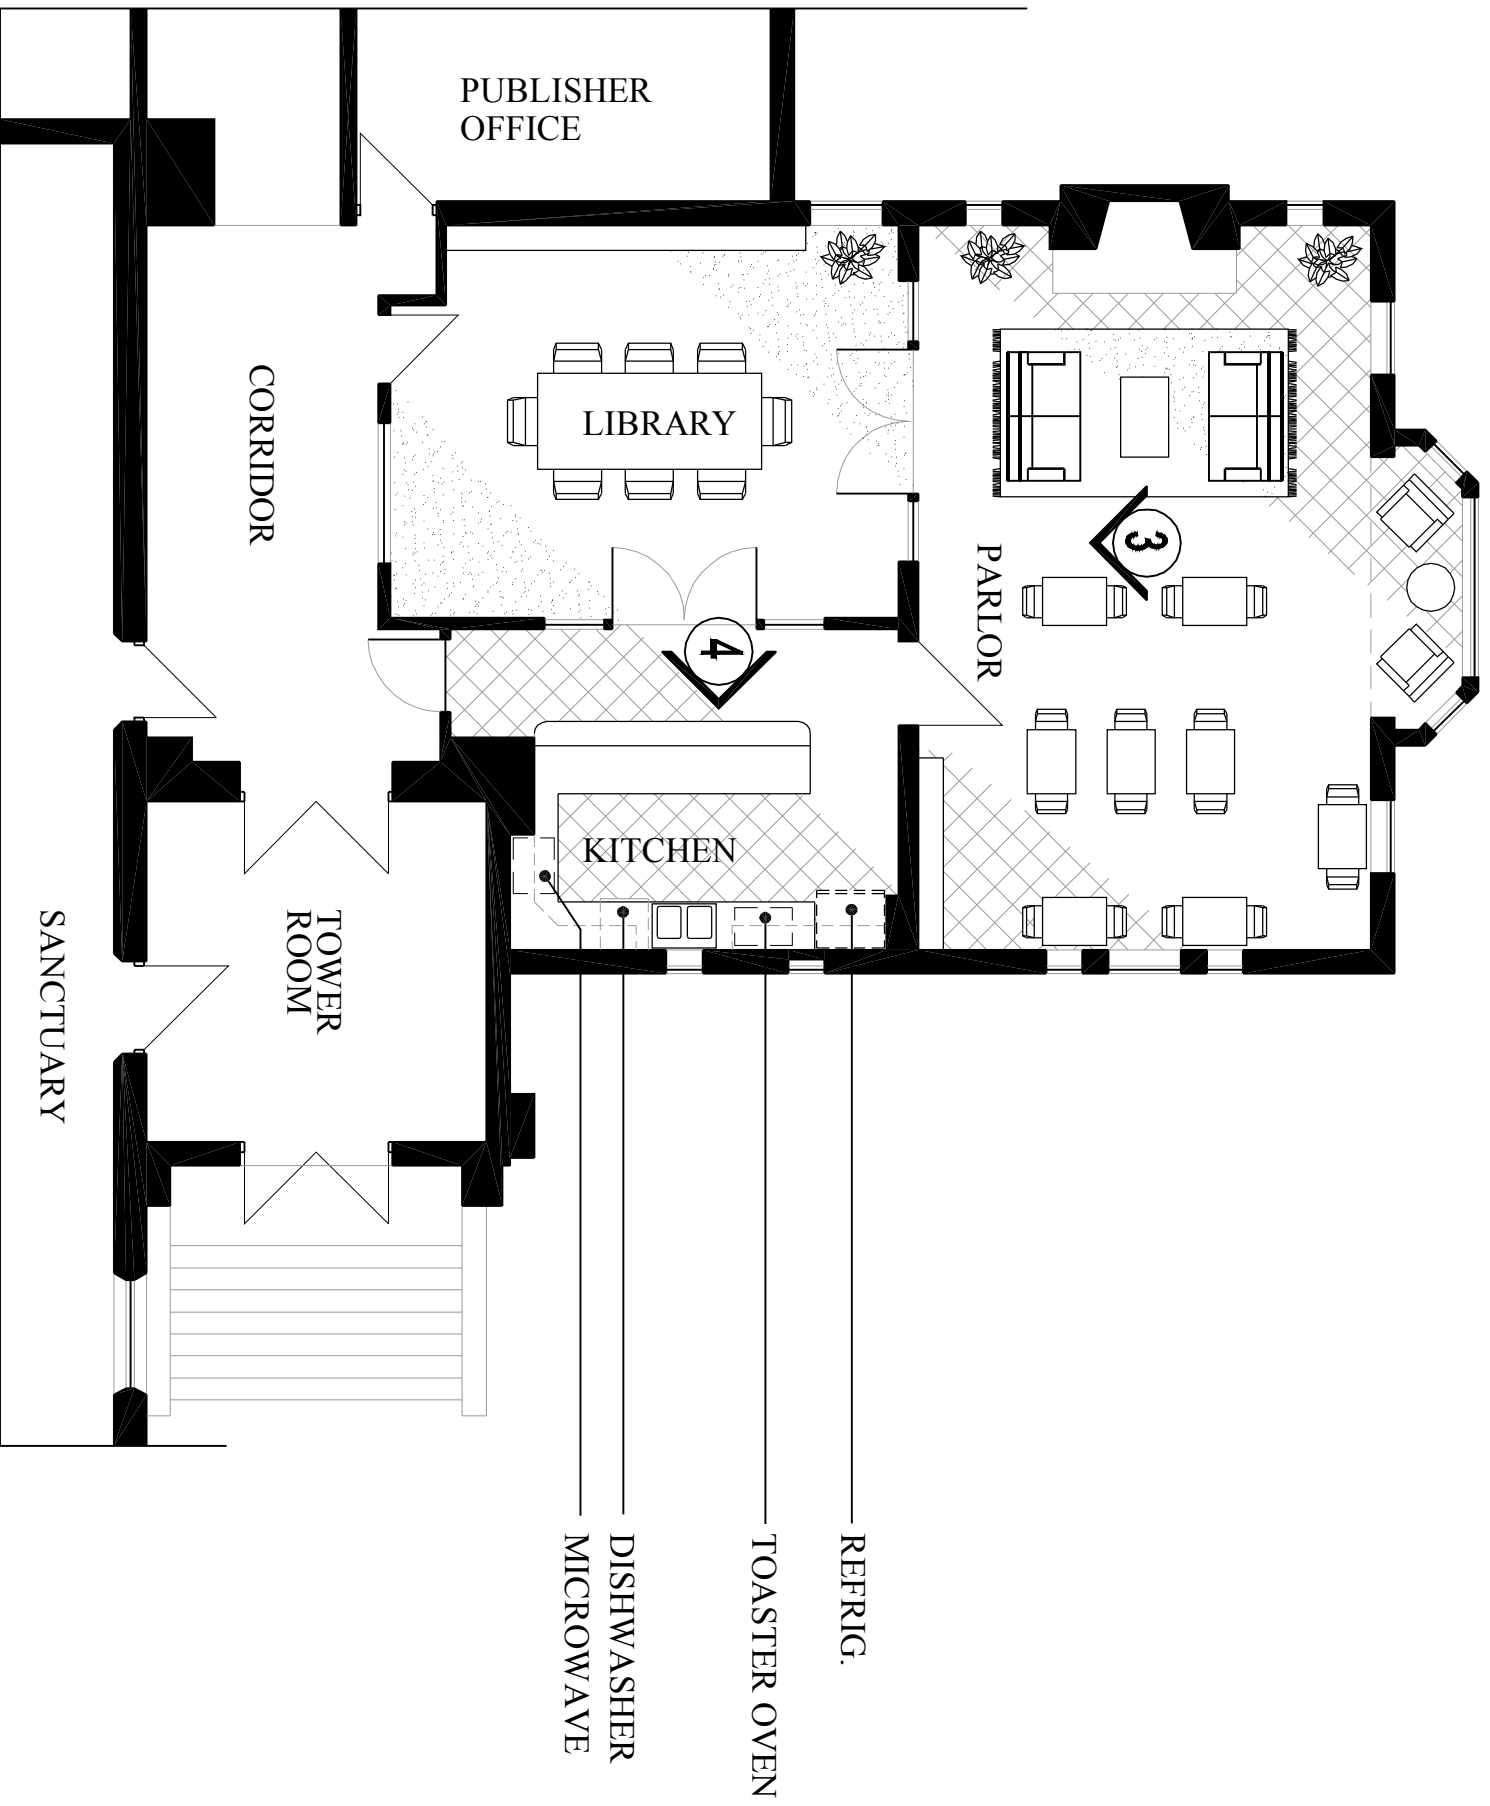 PUBLISHER
OFFICE
CORRIDOR
LIBRARY
PARLOR
3
4
KITCHEN
TOWER
ROOM
SANCTUARY
REFRIG.
TOASTER OVEN
DISHWASHER
MICROWAVE